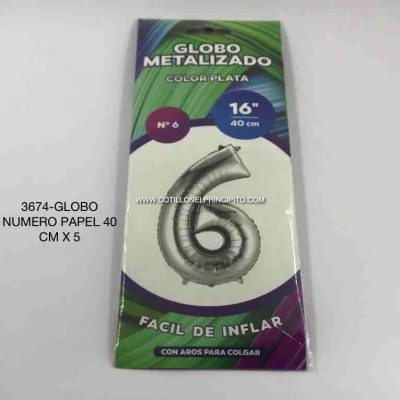 GLOBO
METALIZADO
COLOR PLATA
Nº 6
16"
40 cm
WWW.COTILLONELPRINCIPITO.COM
3674-GLOBO
NUMERO PAPEL 40
CM X 5
FACIL DE INFLAR
CON AROS PARA COLGAR